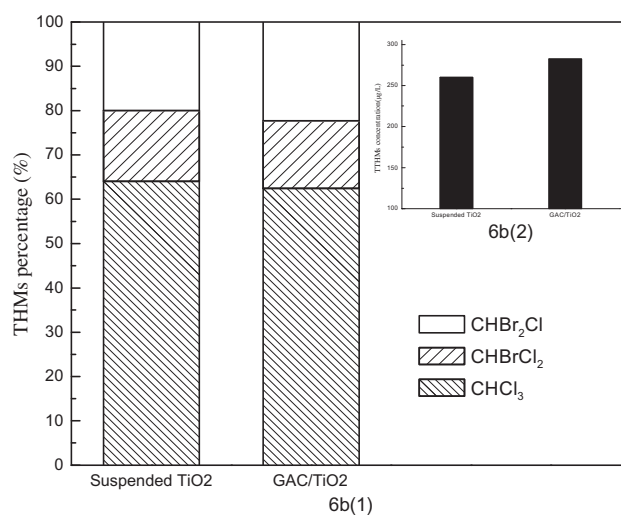 THMs percentage (%)
100
90
80
70
60
50
40
30
20
10
0
Suspended TiO2
GAC/TiO2
6b(1)
TTHMs concentration(μg/L)
300
250
200
150
100
Suspended TiO2
GAC/TiO2
6b(2)
CHBr₂Cl
CHBrCl₂
CHCl₃